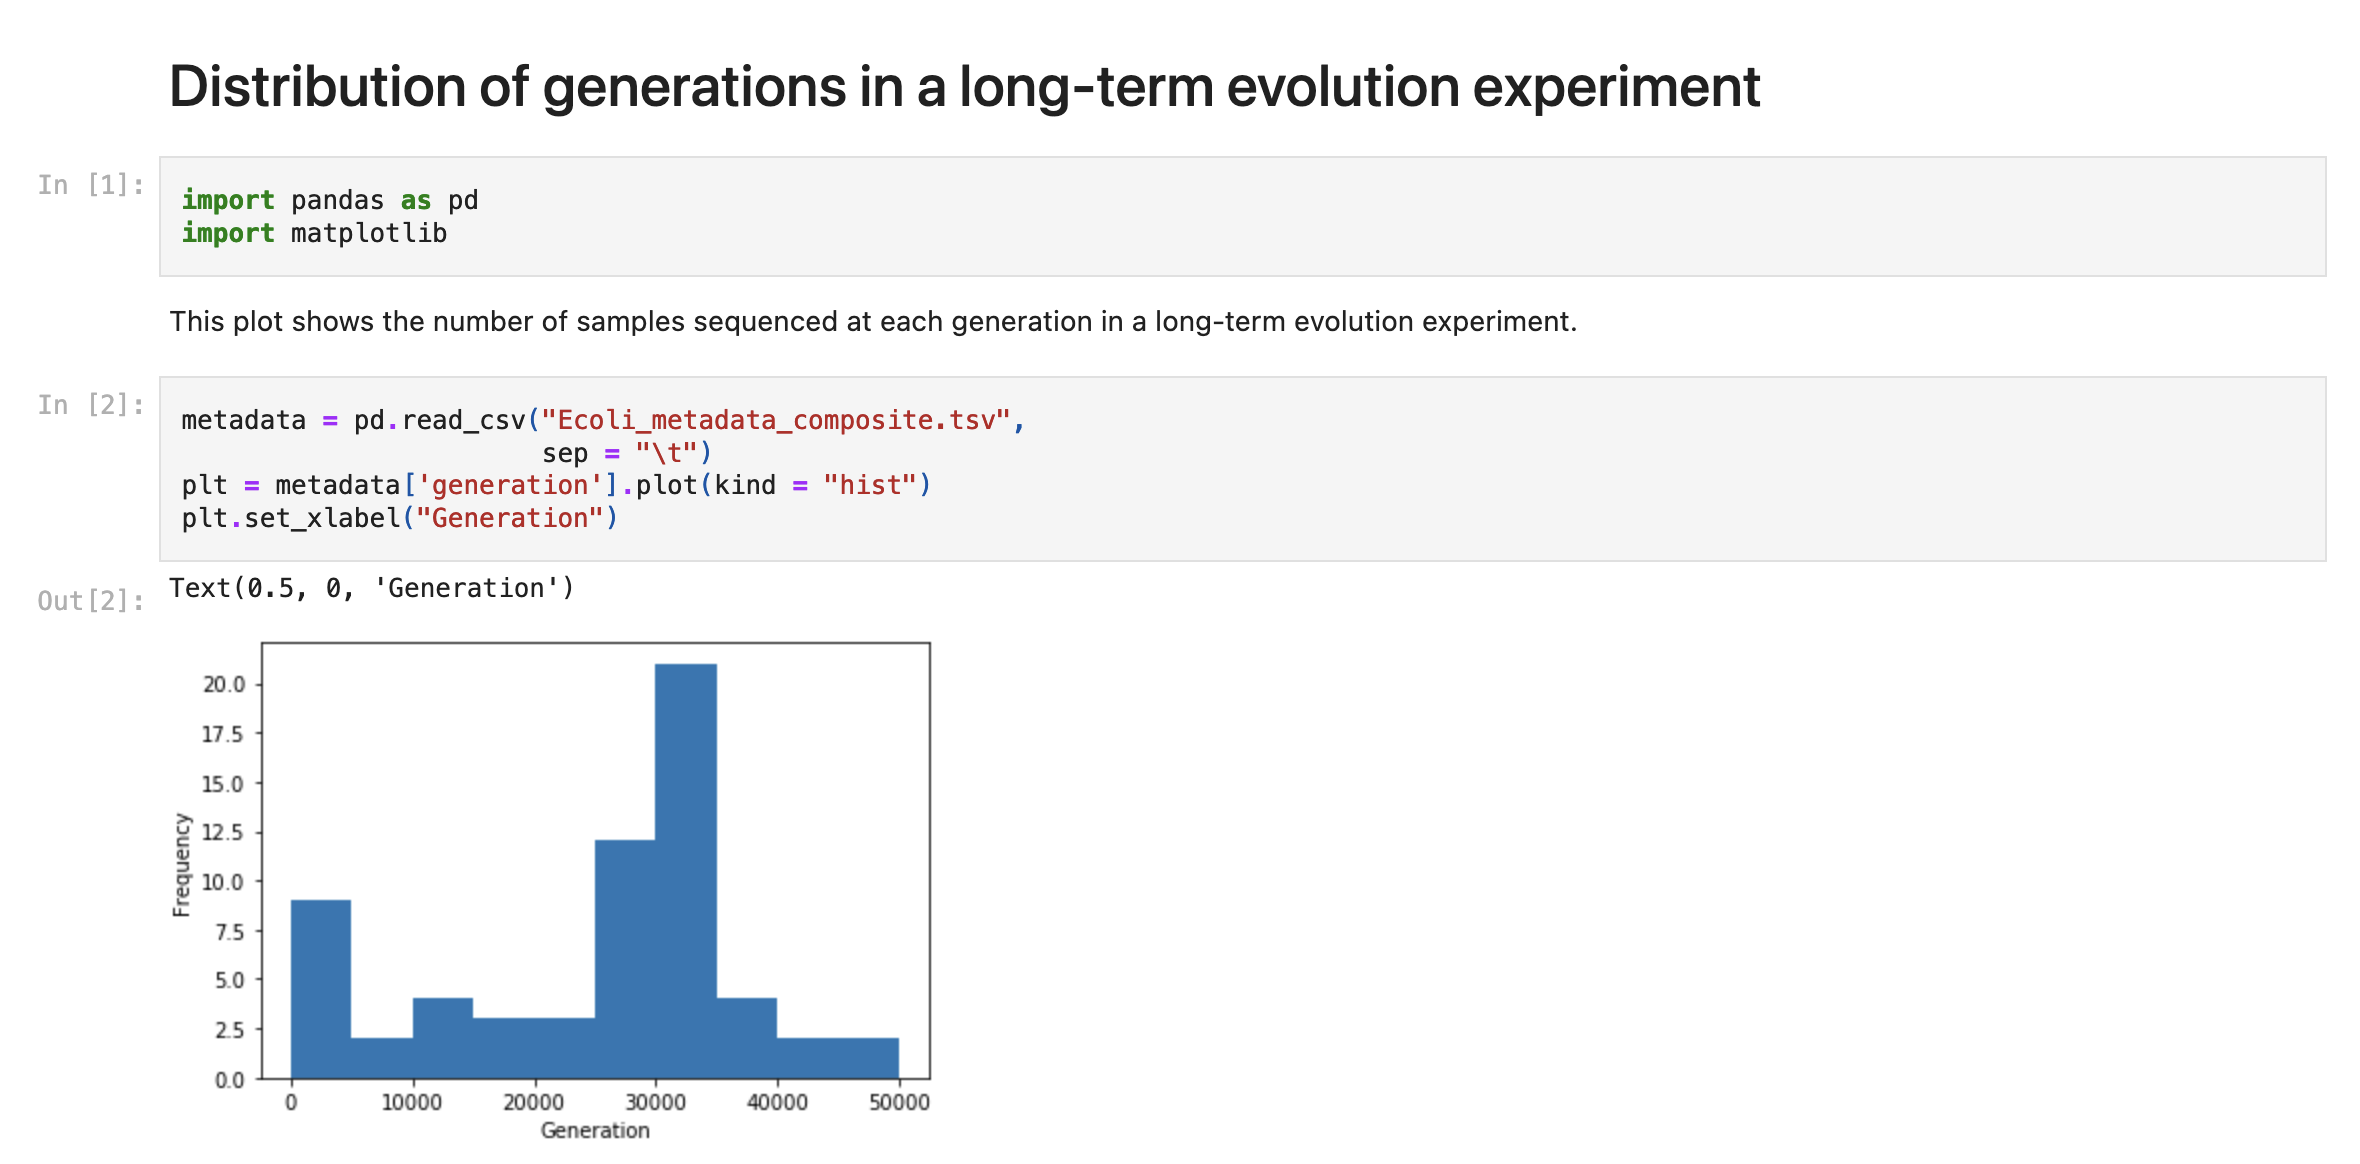 Distribution of generations in a long-term evolution experiment
In [1]:
import pandas as pd
import matplotlib
This plot shows the number of samples sequenced at each generation in a long-term evolution experiment.
In [2]:
metadata = pd.read_csv("Ecoli_metadata_composite.tsv",
                       sep = "\t")
plt = metadata['generation'].plot(kind = "hist")
plt.set_xlabel("Generation")
Out[2]:
Text(0.5, 0, 'Generation')
20.0
17.5
15.0
12.5
10.0
7.5
5.0
2.5
0.0
Frequency
0 10000 20000 30000 40000 50000
Generation